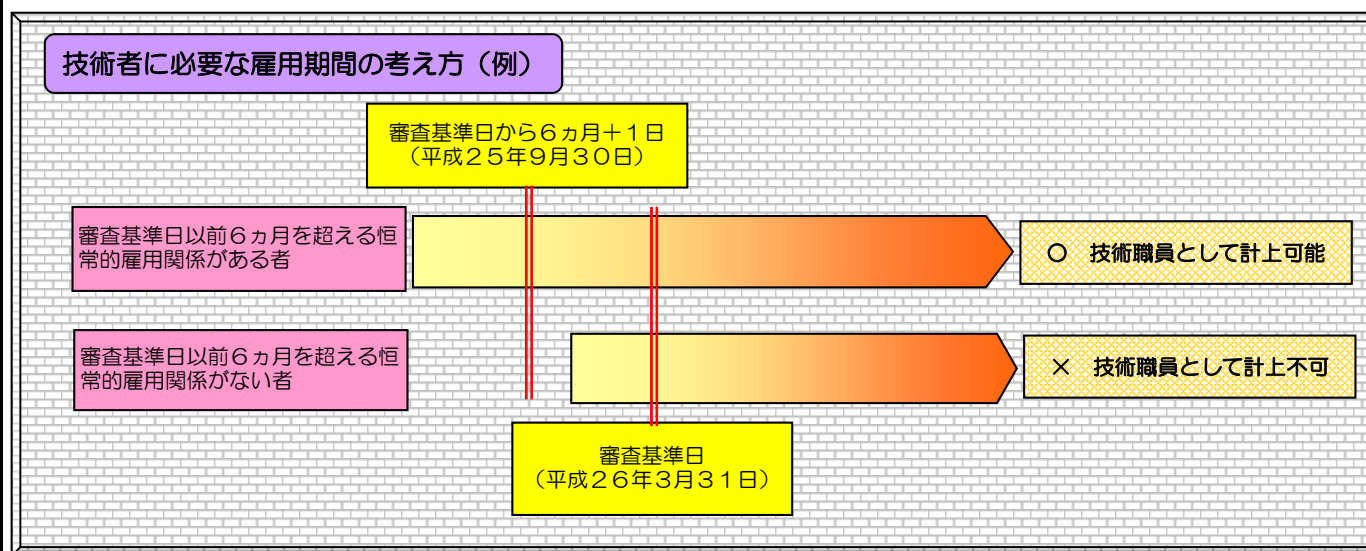 技術者に必要な雇用期間の考え方（例）
審査基準日から６ヵ月＋１日
（平成２５年９月３０日）
審査基準日以前６ヵ月を超える恒
常的雇用関係がある者
○　技術職員として計上可能
審査基準日以前６ヵ月を超える恒
常的雇用関係がない者
×　技術職員として計上不可
審査基準日
（平成２６年３月３１日）